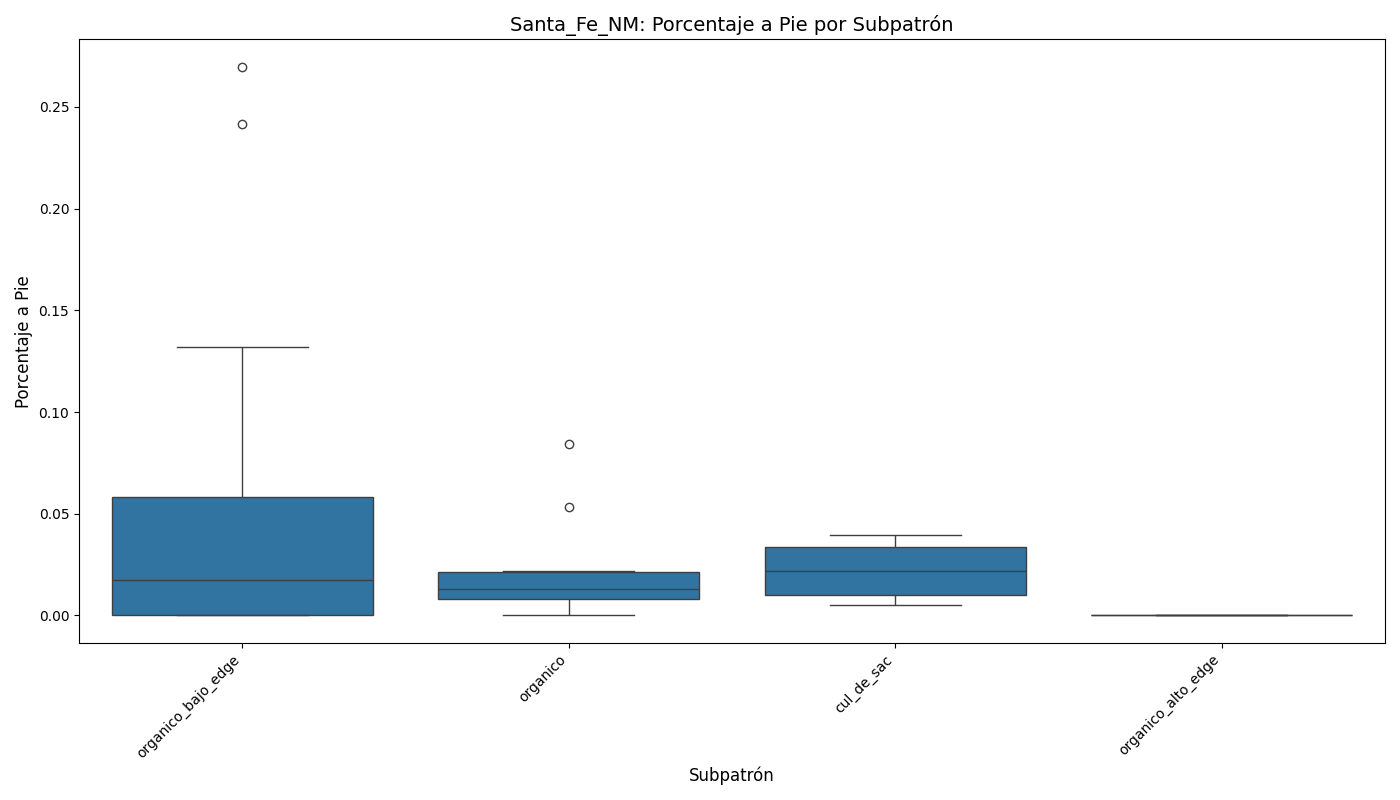 Santa_Fe_NM: Porcentaje a Pie por Subpatrón
Porcentaje a Pie
0.25
0.20
0.15
0.10
0.05
0.00
organico_bajo_edge
organico
cul_de_sac
organico_alto_edge
Subpatrón